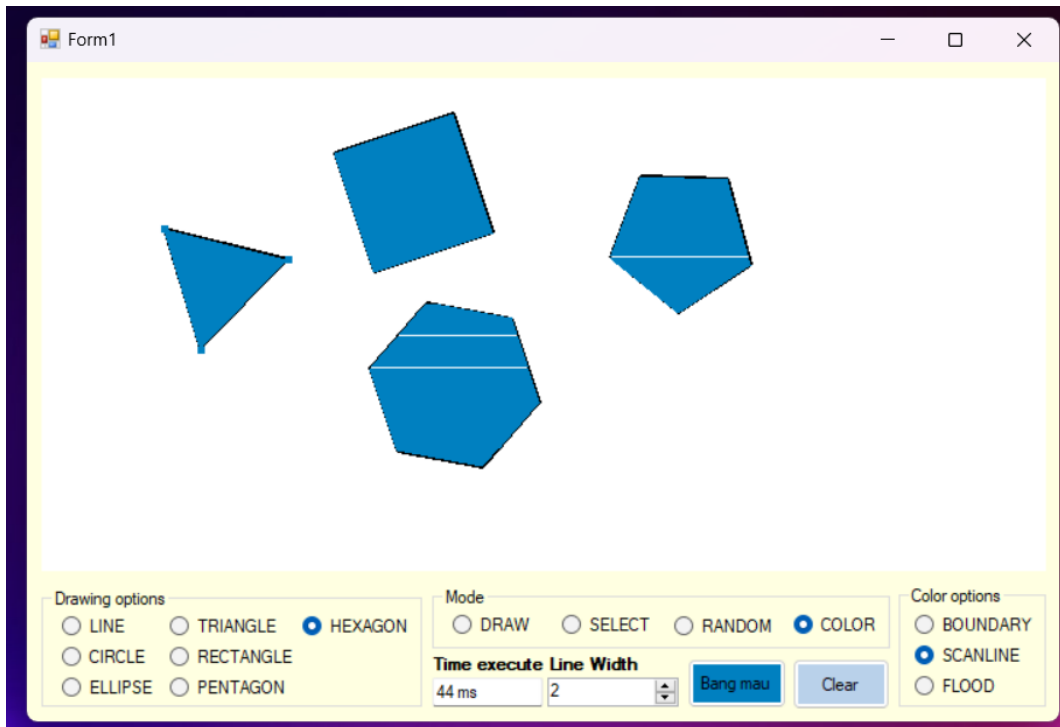 Form1
Drawing options
LINE TRIANGLE HEXAGON
CIRCLE RECTANGLE
ELLIPSE PENTAGON
Mode
DRAW SELECT RANDOM COLOR
Time execute Line Width
44 ms 2 Bang mau Clear
Color options
BOUNDARY
SCANLINE
FLOOD